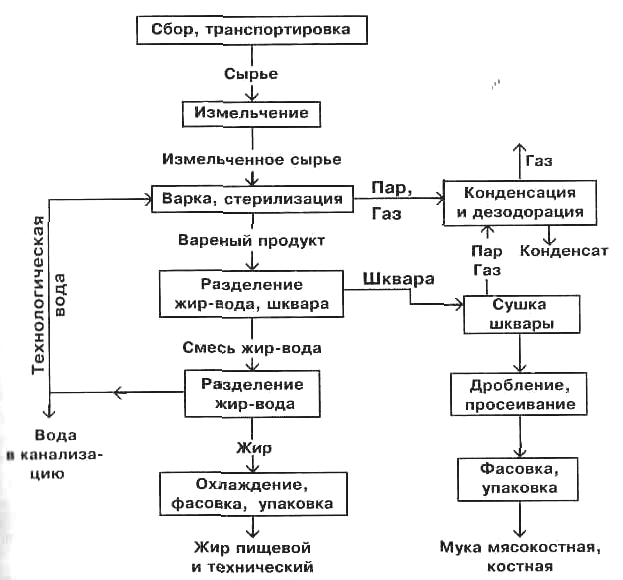 Сбор, транспортировка
Сырье
Измельчение
Измельченное сырье
Варка, стерилизация
Пар,
Газ
Газ
Конденсация
и дезодорация
Вареный продукт
Пар
Газ
Конденсат
Технологическая
вода
Разделение
жир-вода, шквара
Шквара
Сушка
шквары
Смесь жир-вода
Разделение
жир-вода
Дробление,
просеивание
Вода
в канализа-
цию
Жир
Охлаждение,
фасовка, упаковка
Фасовка,
упаковка
Жир пищевой
и технический
Мука мясокостная,
костная